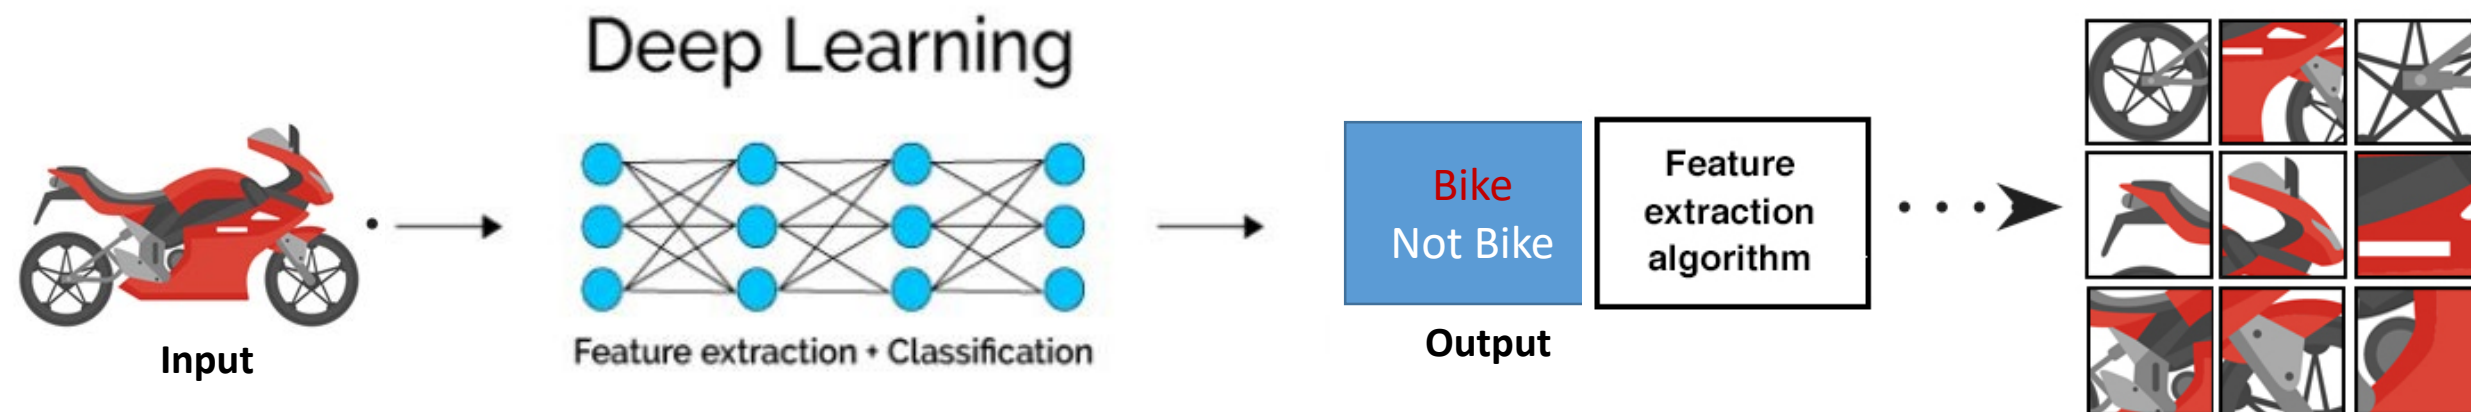 Deep Learning
Input
Feature extraction + Classification
Bike
Not Bike
Output
Feature
extraction
algorithm